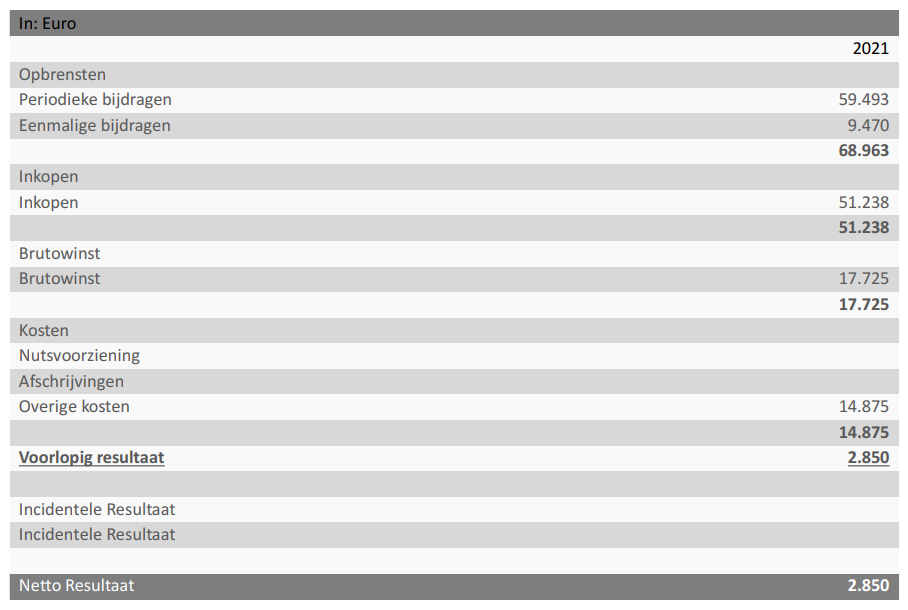 In: Euro
2021
Opbrensten
Periodieke bijdragen 59.493
Eenmalige bijdragen 9.470
68.963
Inkopen
Inkopen 51.238
51.238
Brutowinst
Brutowinst 17.725
17.725
Kosten
Nutsvoorziening
Afschrijvingen
Overige kosten 14.875
14.875
Voorlopig resultaat 2.850
Incidentele Resultaat
Incidentele Resultaat
Netto Resultaat 2.850